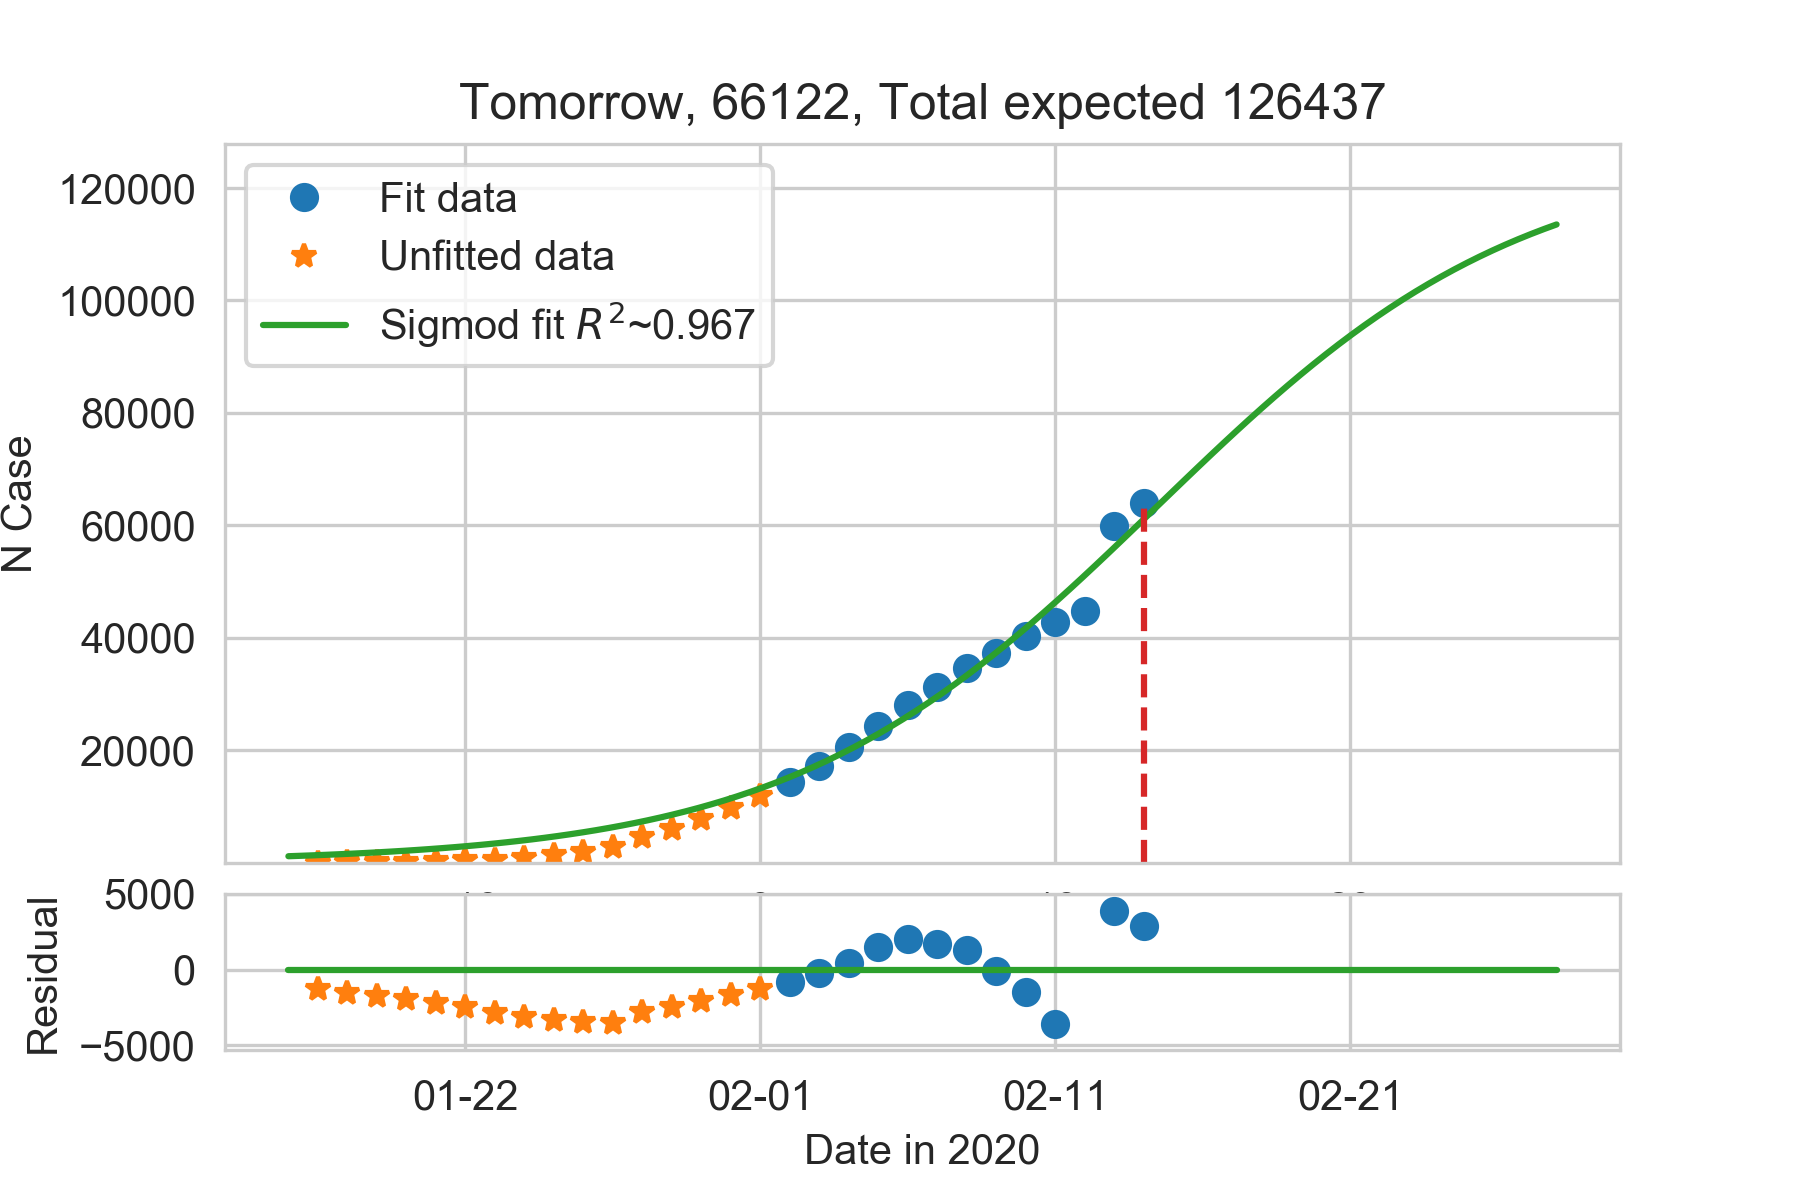 Tomorrow, 66122, Total expected 126437
120000
100000
80000
60000
40000
20000
N Case
Fit data
Unfitted data
Sigmod fit R²~0.967
5000
0
−5000
Residual
01-22
02-01
02-11
02-21
Date in 2020